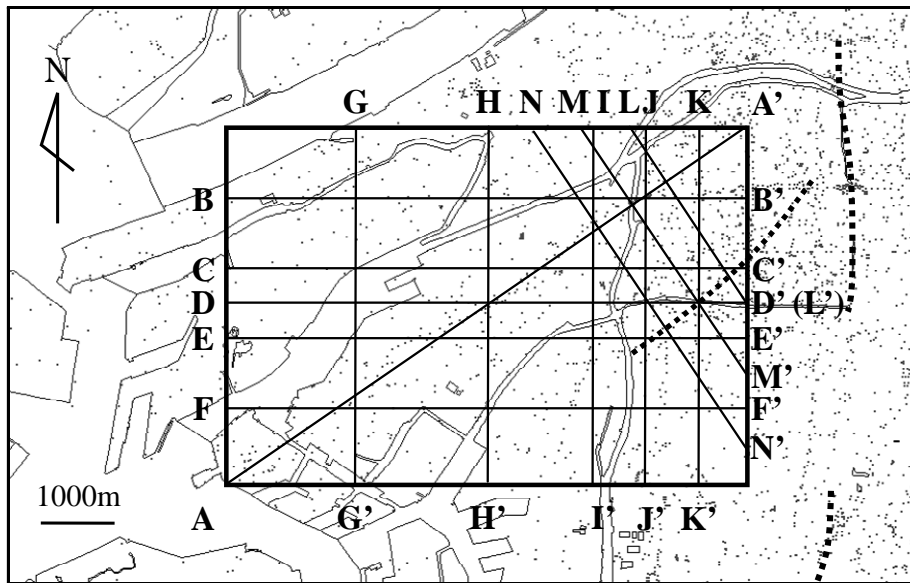 N
G H N M I L J K A'
B B'
C C'
D D' (L')
E E'
M'
F F'
N'
1000m
A G' H' I' J' K'